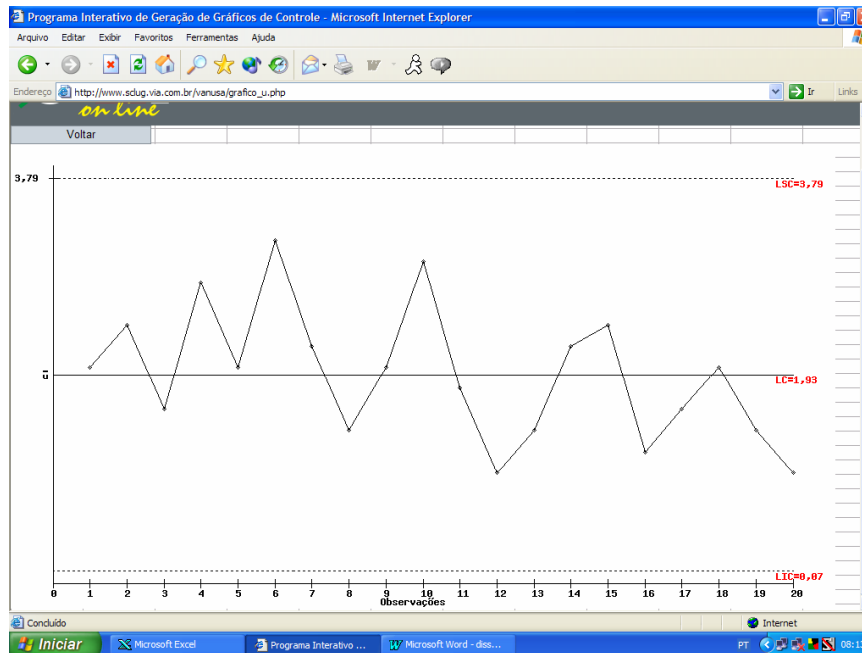 Programa Interativo de Geração de Gráficos de Controle - Microsoft Internet Explorer
Arquivo Editar Exibir Favoritos Ferramentas Ajuda
Endereço http://www.sdug.via.com.br/vanusa/grafico_u.php Ir Links
on line
Voltar
3,79
LSC=3,79
u
LC=1,93
LIC=0,07
0 1 2 3 4 5 6 7 8 9 10 11 12 13 14 15 16 17 18 19 20
Observações
Concluído Internet
Iniciar Microsoft Excel Programa Interativo ... Microsoft Word - diss... PT